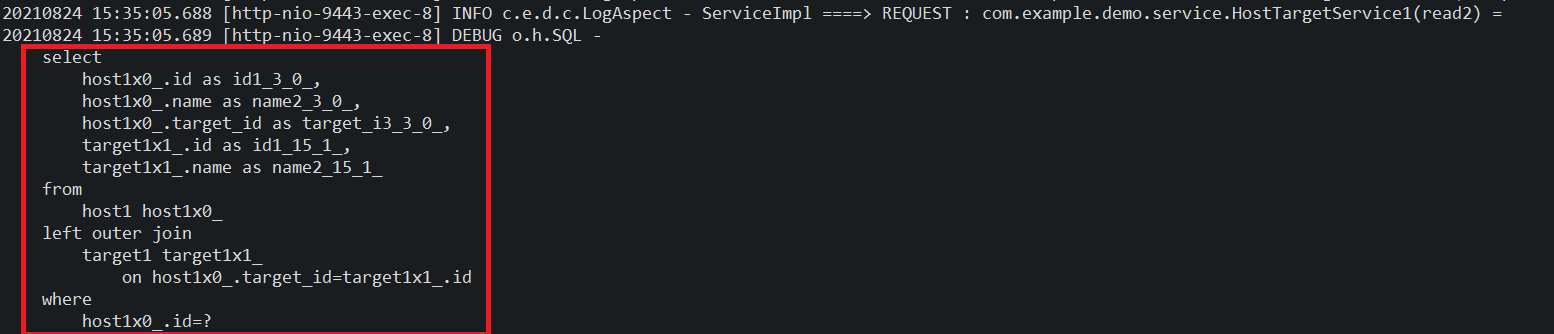 20210824 15:35:05.688 [http-nio-9443-exec-8] INFO c.e.d.c.LogAspect - ServiceImpl ====> REQUEST : com.example.demo.service.HostTargetService1(read2) =
20210824 15:35:05.689 [http-nio-9443-exec-8] DEBUG o.h.SQL -
select
host1x0_.id as id1_3_0_,
host1x0_.name as name2_3_0_,
host1x0_.target_id as target_i3_3_0_,
target1x1_.id as id1_15_1_,
target1x1_.name as name2_15_1_
from
host1 host1x0_
left outer join
target1 target1x1_
on host1x0_.target_id=target1x1_.id
where
host1x0_.id=?